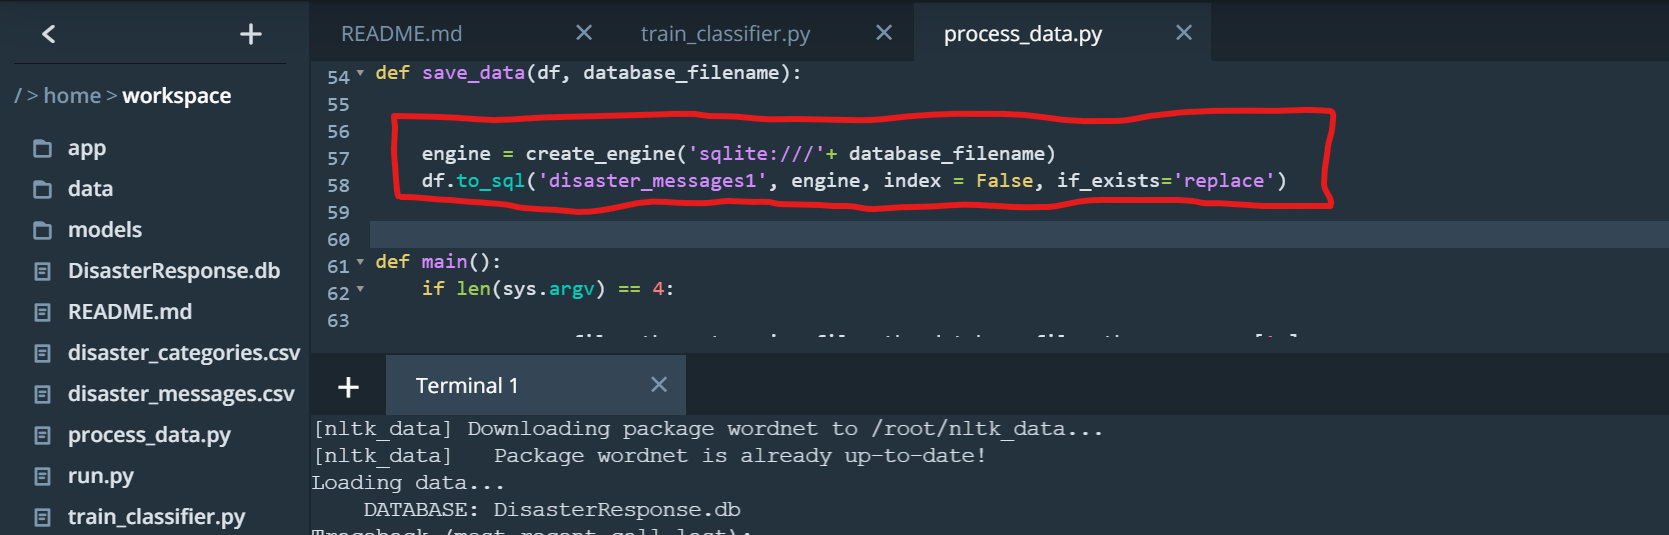 README.md
train_classifier.py
process_data.py
/ > home > workspace
app
data
models
DisasterResponse.db
README.md
disaster_categories.csv
disaster_messages.csv
process_data.py
run.py
train_classifier.py
54 def save_data(df, database_filename):
55
56
57 engine = create_engine('sqlite:///'+ database_filename)
58 df.to_sql('disaster_messages1', engine, index = False, if_exists='replace')
59
60
61 def main():
62 if len(sys.argv) == 4:
63
Terminal 1
[nltk_data] Downloading package wordnet to /root/nltk_data...
[nltk_data]   Package wordnet is already up-to-date!
Loading data...
    DATABASE: DisasterResponse.db
Traceback (most recent call last):